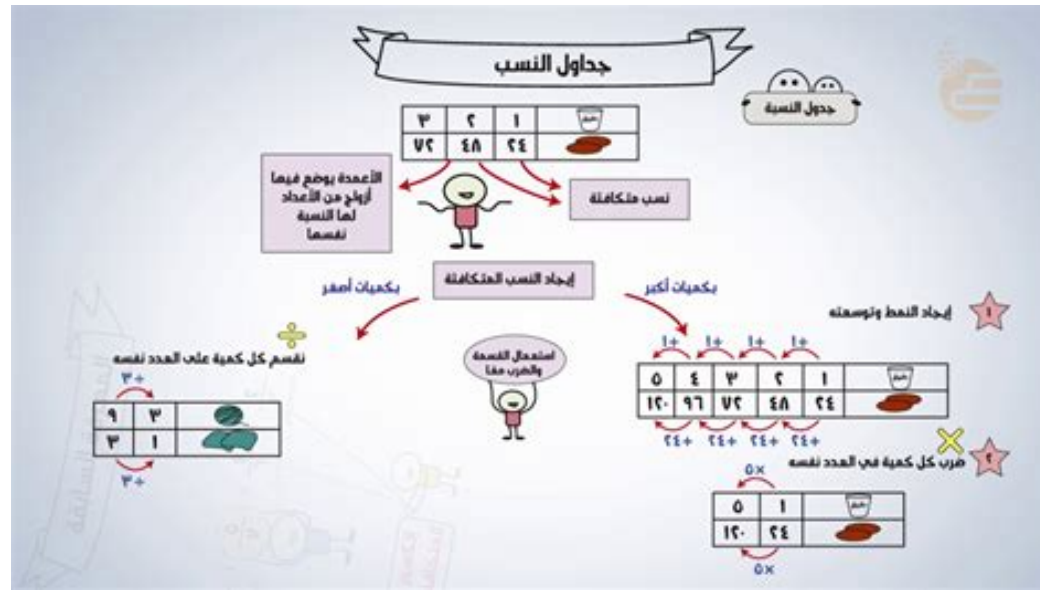 جداول النسب
جدول النسبة
١ ٢ ٣
٢٤ ٤٨ ٧٢
نسب متكافئة
الأعمدة يوضع فيها
أزواج من الأعداد
لها النسبة
نفسها
إيجاد النسب المتكافئة
بكميات أكبر
بكميات أصغر
١
إيجاد النمط وتوسعته
+١ +١ +١ +١
١ ٢ ٣ ٤ ٥
٢٤ ٤٨ ٧٢ ٩٦ ١٢٠
+٢٤ +٢٤ +٢٤ +٢٤
٢
ضرب كل كمية في العدد نفسه
×٥
١ ٥
٢٤ ١٢٠
×٥
استعمال القسمة
والضرب معًا
نقسم كل كمية على العدد نفسه
÷٣
٣ ٩
١ ٣
÷٣